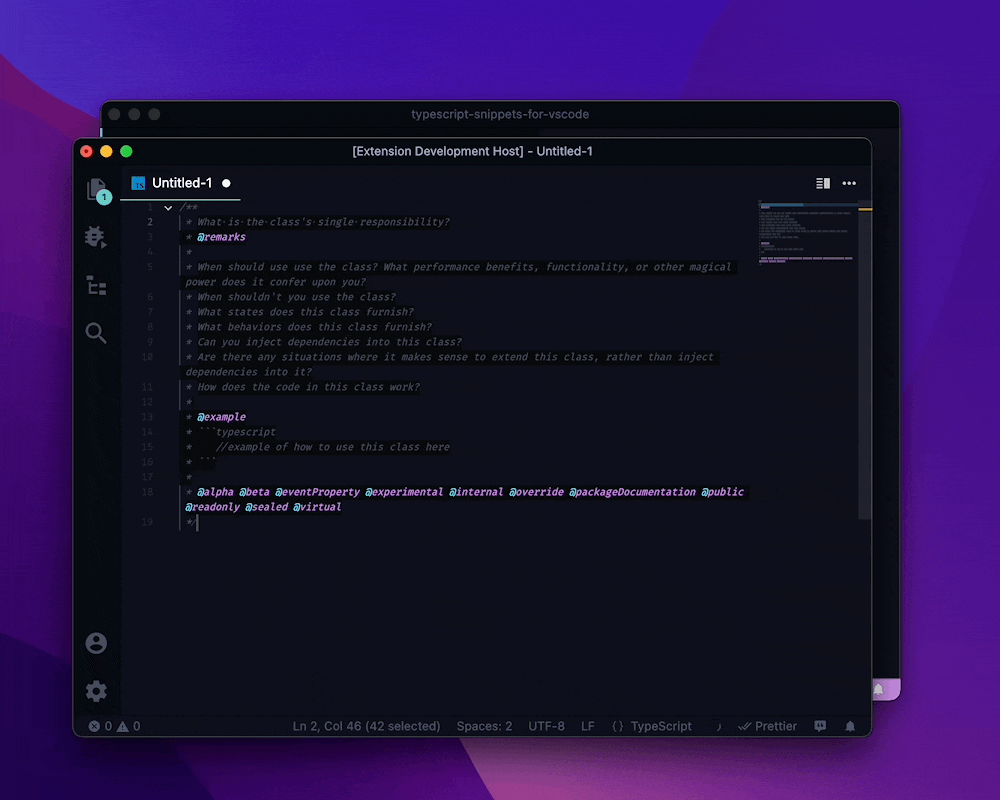 typescript-snippets-for-vscode
[Extension Development Host] - Untitled-1
1
TS Untitled-1
1 /**
2 * What is the class's single responsibility?
3 * @remarks
4 *
5 * When should use use the class? What performance benefits, functionality, or other magical
power does it confer upon you?
6 * When shouldn't you use the class?
7 * What states does this class furnish?
8 * What behaviors does this class furnish?
9 * Can you inject dependencies into this class?
10 * Are there any situations where it makes sense to extend this class, rather than inject
dependencies into it?
11 * How does the code in this class work?
12 *
13 * @example
14 * ```typescript
15 * //example of how to use this class here
16 * ```
17 *
18 * @alpha @beta @eventProperty @experimental @internal @override @packageDocumentation @public
@readonly @sealed @virtual
19 */
0 0 Ln 2, Col 46 (42 selected) Spaces: 2 UTF-8 LF {} TypeScript Prettier